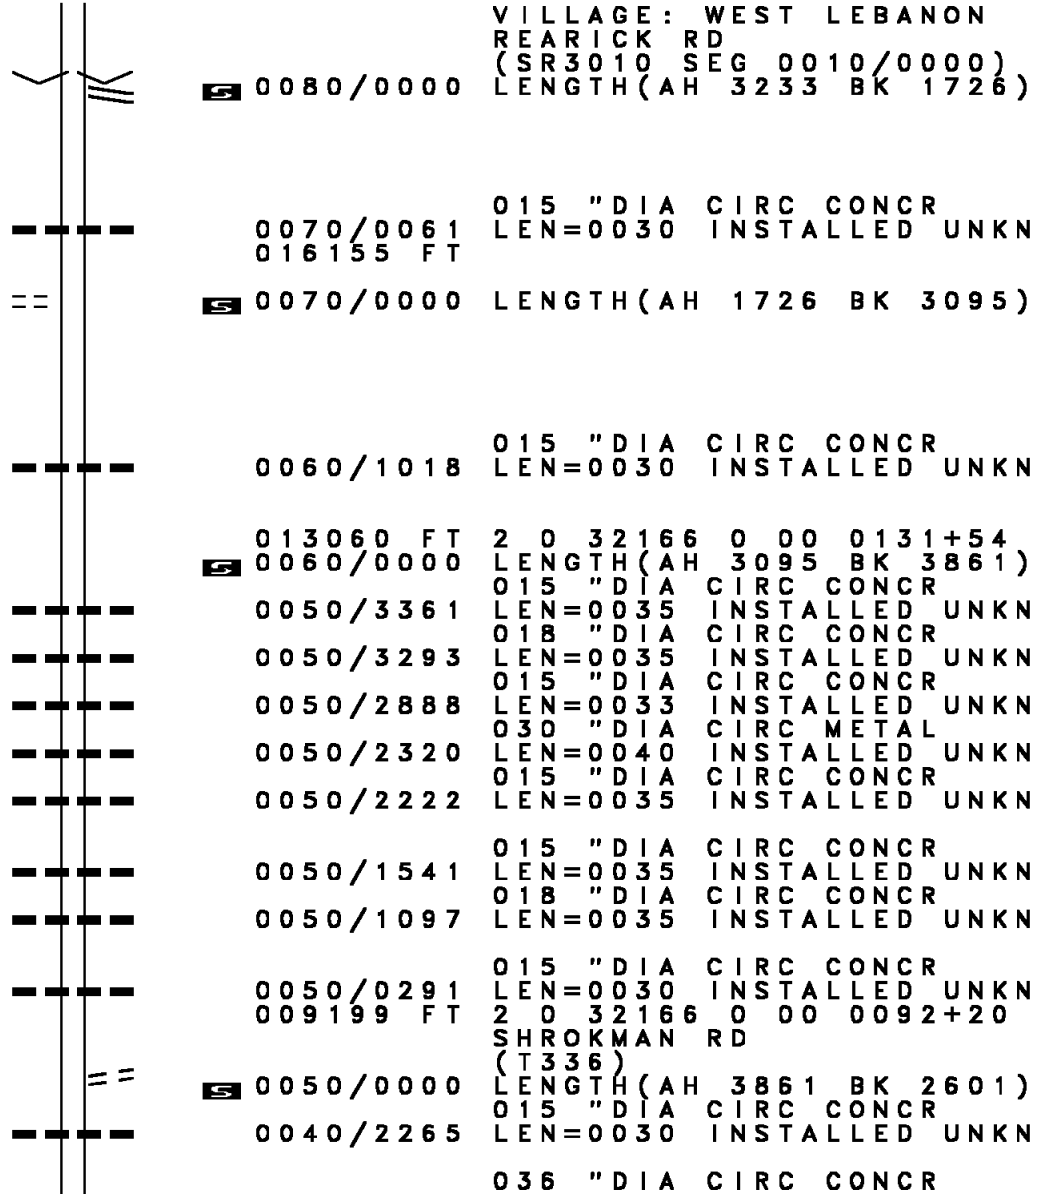 VILLAGE: WEST LEBANON
REARICK RD
(SR3010 SEG 0010/0000)
S 0080/0000 LENGTH(AH 3233 BK 1726)
015 "DIA CIRC CONCR
0070/0061 LEN=0030 INSTALLED UNKN
016155 FT
S 0070/0000 LENGTH(AH 1726 BK 3095)
015 "DIA CIRC CONCR
0060/1018 LEN=0030 INSTALLED UNKN
013060 FT 2 0 32166 0 00 0131+54
S 0060/0000 LENGTH(AH 3095 BK 3861)
015 "DIA CIRC CONCR
0050/3361 LEN=0035 INSTALLED UNKN
018 "DIA CIRC CONCR
0050/3293 LEN=0035 INSTALLED UNKN
015 "DIA CIRC CONCR
0050/2888 LEN=0033 INSTALLED UNKN
030 "DIA CIRC METAL
0050/2320 LEN=0040 INSTALLED UNKN
015 "DIA CIRC CONCR
0050/2222 LEN=0035 INSTALLED UNKN
015 "DIA CIRC CONCR
0050/1541 LEN=0035 INSTALLED UNKN
018 "DIA CIRC CONCR
0050/1097 LEN=0035 INSTALLED UNKN
015 "DIA CIRC CONCR
0050/0291 LEN=0030 INSTALLED UNKN
009199 FT 2 0 32166 0 00 0092+20
SHROKMAN RD
(T336)
S 0050/0000 LENGTH(AH 3861 BK 2601)
015 "DIA CIRC CONCR
0040/2265 LEN=0030 INSTALLED UNKN
036 "DIA CIRC CONCR